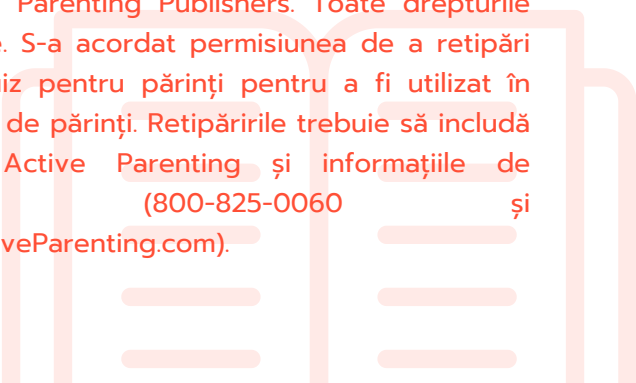 Parenting Publishers. Toate drepturile
S-a acordat permisiunea de a retipări
pentru părinți pentru a fi utilizat în
de părinți. Retipăririle trebuie să includă
Active Parenting și informațiile de
(800-825-0060 și
veParenting.com).